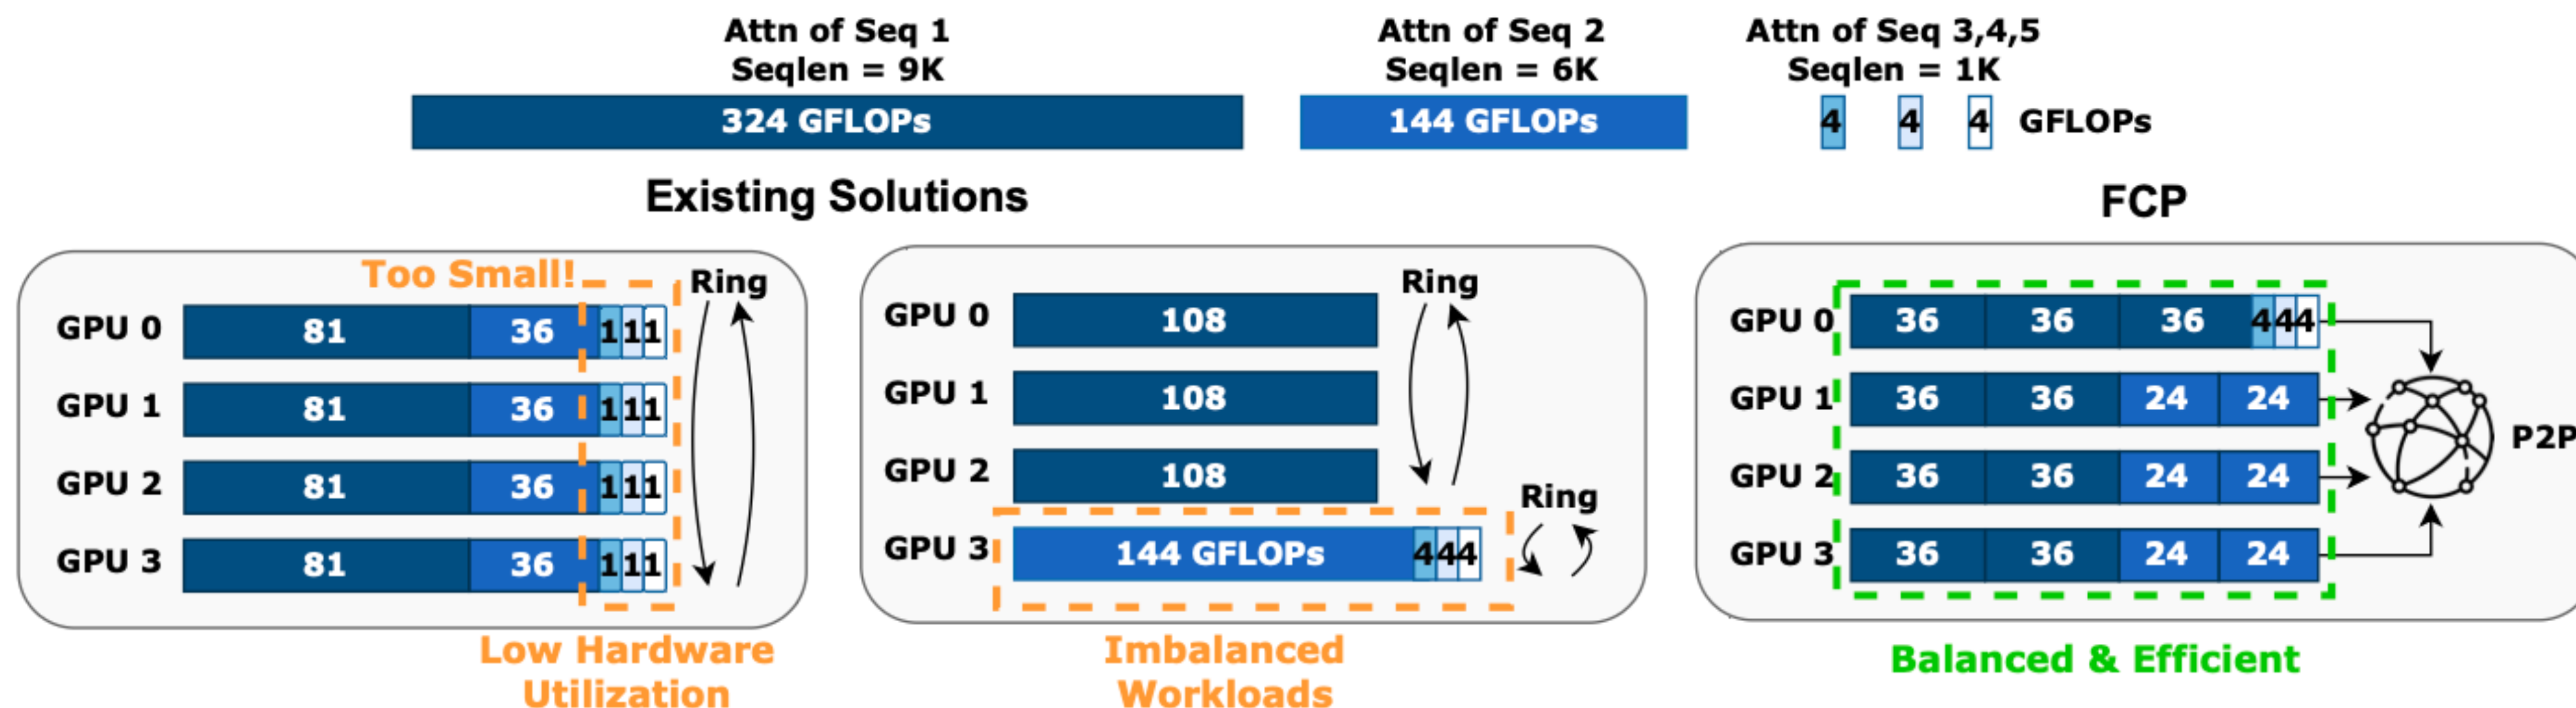 Attn of Seq 1
Seqlen = 9K
324 GFLOPs
Attn of Seq 2
Seqlen = 6K
144 GFLOPs
Attn of Seq 3,4,5
Seqlen = 1K
4 4 4 GFLOPs
Existing Solutions
Too Small!
Ring
GPU 0 81 36 1 1 1
GPU 1 81 36 1 1 1
GPU 2 81 36 1 1 1
GPU 3 81 36 1 1 1
Low Hardware
Utilization
Ring
GPU 0 108
GPU 1 108
GPU 2 108
Ring
GPU 3 144 GFLOPs 4 4 4
Imbalanced
Workloads
FCP
GPU 0 36 36 36 4 4 4
GPU 1 36 36 24 24
GPU 2 36 36 24 24
GPU 3 36 36 24 24
P2P
Balanced & Efficient